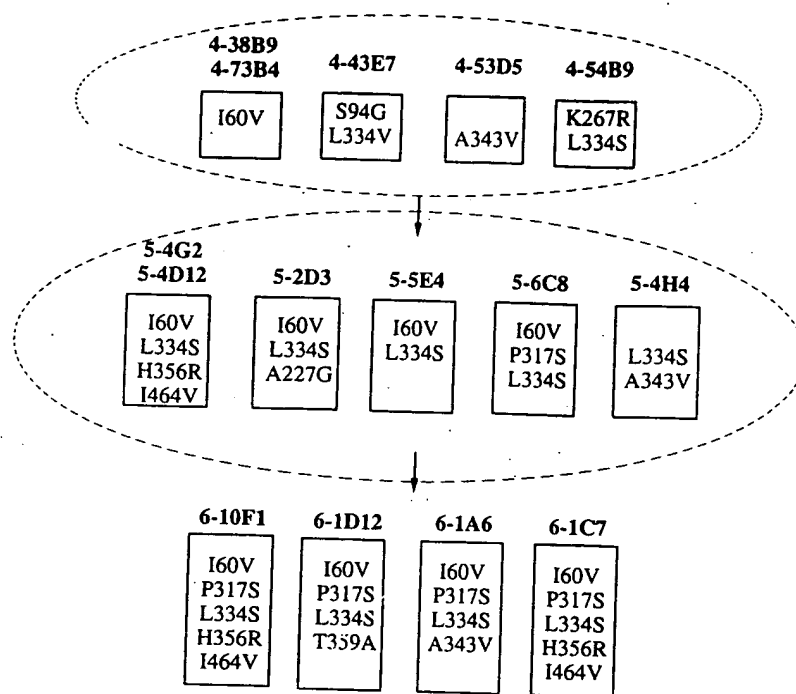 4-38B9
4-73B4
I60V
4-43E7
S94G
L334V
4-53D5
A343V
4-54B9
K267R
L334S
5-4G2
5-4D12
I60V
L334S
H356R
I464V
5-2D3
I60V
L334S
A227G
5-5E4
I60V
L334S
5-6C8
I60V
P317S
L334S
5-4H4
L334S
A343V
6-10F1
I60V
P317S
L334S
H356R
I464V
6-1D12
I60V
P317S
L334S
T359A
6-1A6
I60V
P317S
L334S
A343V
6-1C7
I60V
P317S
L334S
H356R
I464V